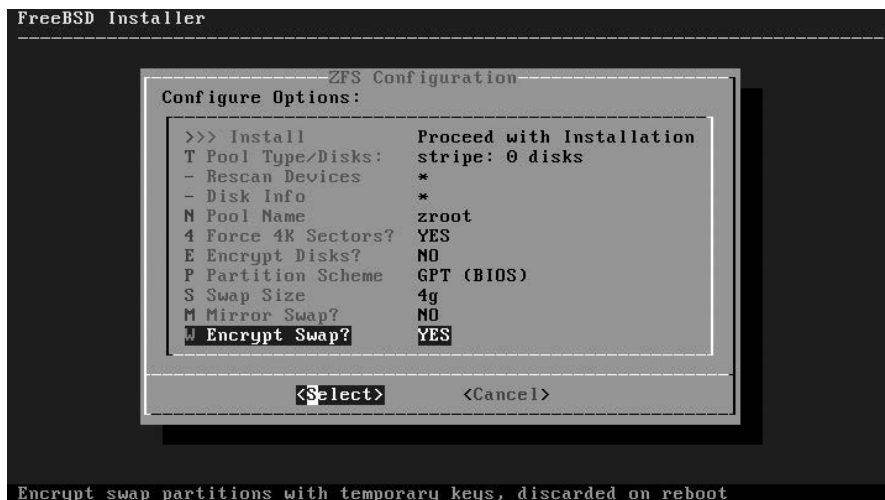 FreeBSD Installer
ZFS Configuration
Configure Options:
>>> Install Proceed with Installation
T Pool Type/Disks: stripe: 0 disks
- Rescan Devices *
- Disk Info *
N Pool Name zroot
4 Force 4K Sectors? YES
E Encrypt Disks? NO
P Partition Scheme GPT (BIOS)
S Swap Size 4g
M Mirror Swap? NO
W Encrypt Swap? YES
<Select> <Cancel>
Encrypt swap partitions with temporary keys, discarded on reboot